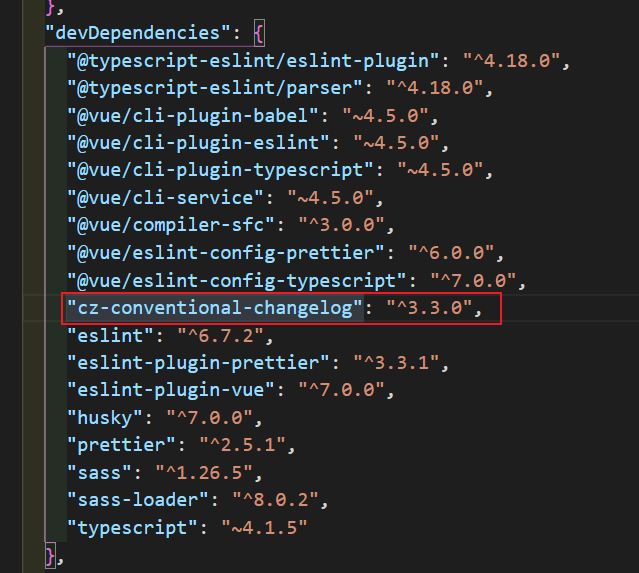 },
"devDependencies": {
"@typescript-eslint/eslint-plugin": "^4.18.0",
"@typescript-eslint/parser": "^4.18.0",
"@vue/cli-plugin-babel": "~4.5.0",
"@vue/cli-plugin-eslint": "~4.5.0",
"@vue/cli-plugin-typescript": "~4.5.0",
"@vue/cli-service": "~4.5.0",
"@vue/compiler-sfc": "^3.0.0",
"@vue/eslint-config-prettier": "^6.0.0",
"@vue/eslint-config-typescript": "^7.0.0",
"cz-conventional-changelog": "^3.3.0",
"eslint": "^6.7.2",
"eslint-plugin-prettier": "^3.3.1",
"eslint-plugin-vue": "^7.0.0",
"husky": "^7.0.0",
"prettier": "^2.5.1",
"sass": "^1.26.5",
"sass-loader": "^8.0.2",
"typescript": "~4.1.5"
},